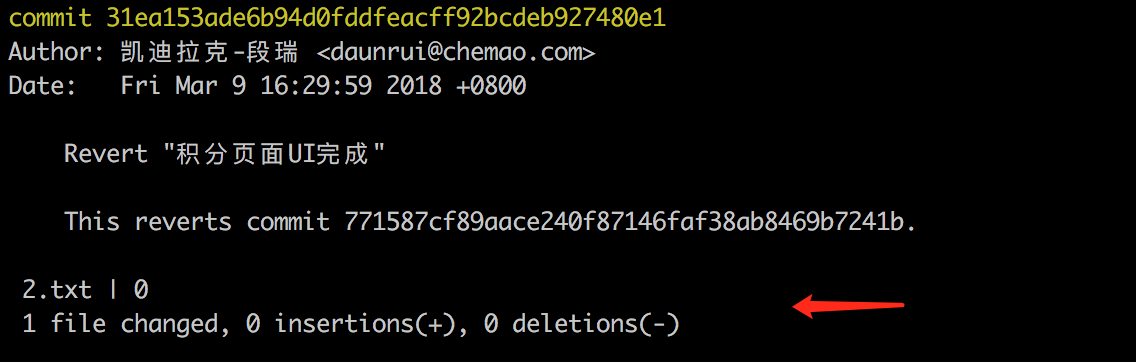 commit 31ea153ade6b94d0fddfeacff92bcdeb927480e1
Author: 凯迪拉克-段瑞 <daunrui@chemao.com>
Date:   Fri Mar 9 16:29:59 2018 +0800
Revert "积分页面UI完成"
This reverts commit 771587cf89aace240f87146faf38ab8469b7241b.
2.txt | 0
1 file changed, 0 insertions(+), 0 deletions(-)